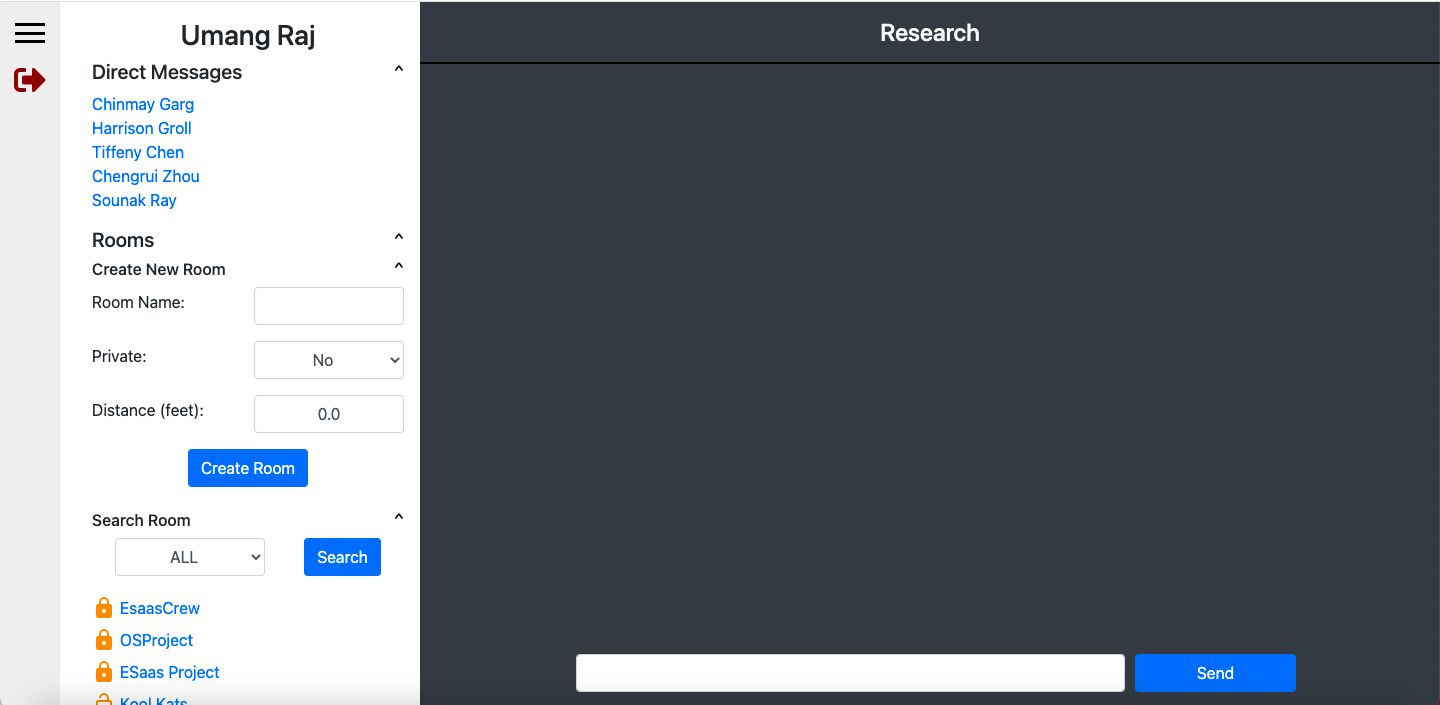 Umang Raj
Direct Messages
Chinmay Garg
Harrison Groll
Tiffeny Chen
Chengrui Zhou
Sounak Ray
Rooms
Create New Room
Room Name:
Private:
No
Distance (feet):
0.0
Create Room
Search Room
ALL
Search
EsaasCrew
OSProject
ESaas Project
Kool Kats
Research
Send